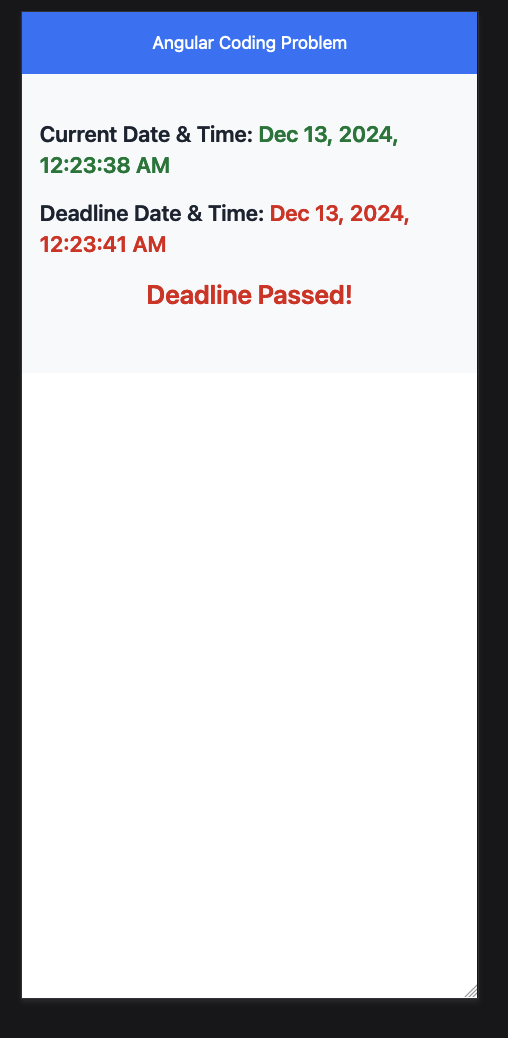 Angular Coding Problem
Current Date & Time: Dec 13, 2024,
12:23:38 AM
Deadline Date & Time: Dec 13, 2024,
12:23:41 AM
Deadline Passed!